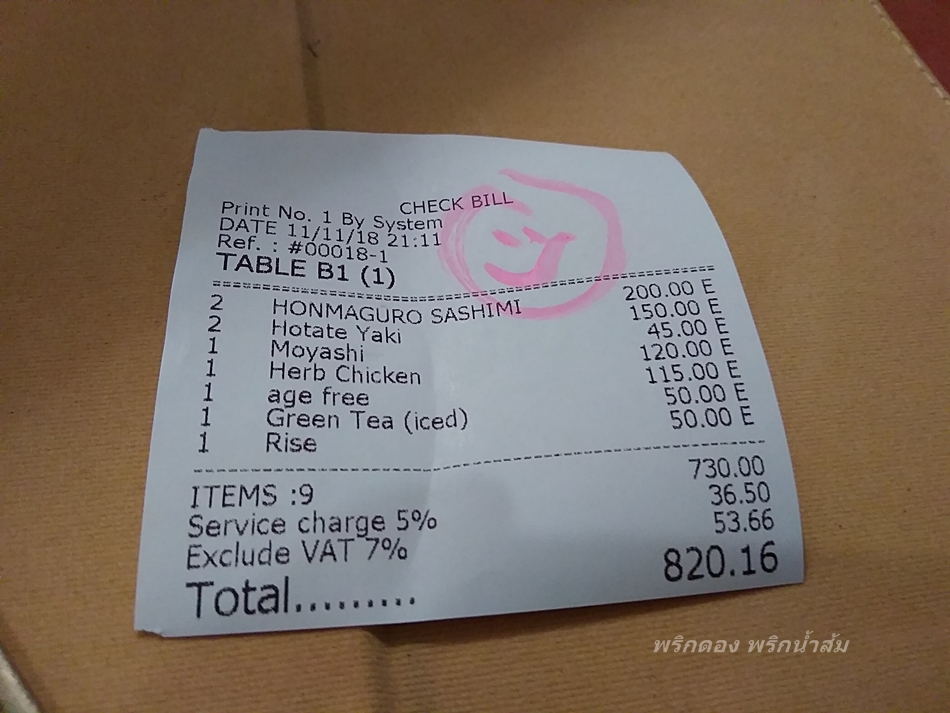 CHECK BILL
Print No. 1 By System
DATE 11/11/18 21:11
Ref. : #00018-1
TABLE B1 (1)
2 HONMAGURO SASHIMI 200.00 E
2 Hotate Yaki 150.00 E
1 Moyashi 45.00 E
1 Herb Chicken 120.00 E
1 age free 115.00 E
1 Green Tea (iced) 50.00 E
1 Rise 50.00 E
ITEMS :9 730.00
Service charge 5% 36.50
Exclude VAT 7% 53.66
Total......... 820.16
พริกดอง พริกน้ำส้ม